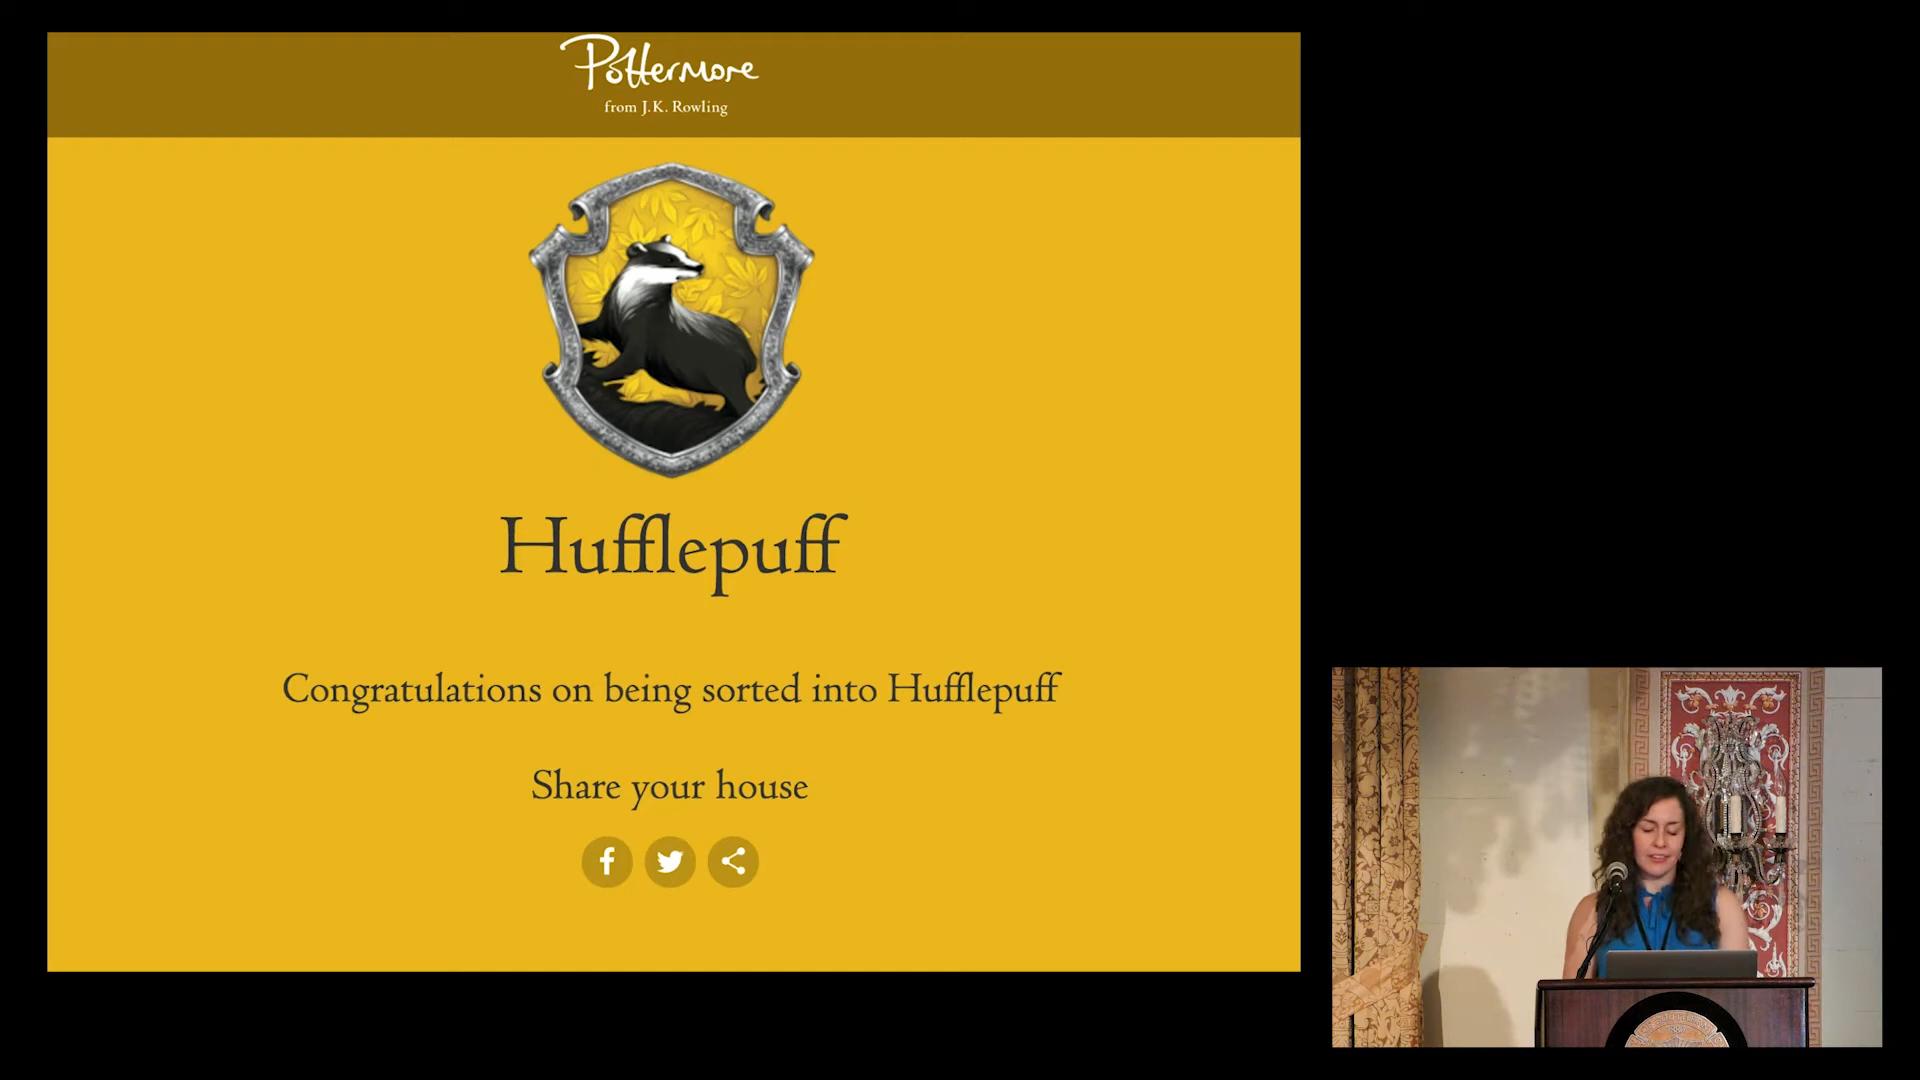 Pottermore
from J.K. Rowling
Hufflepuff
Congratulations on being sorted into Hufflepuff
Share your house